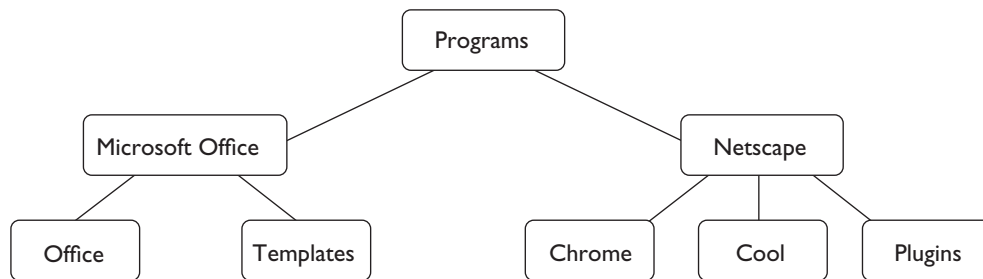 Programs
Microsoft Office
Netscape
Office
Templates
Chrome
Cool
Plugins